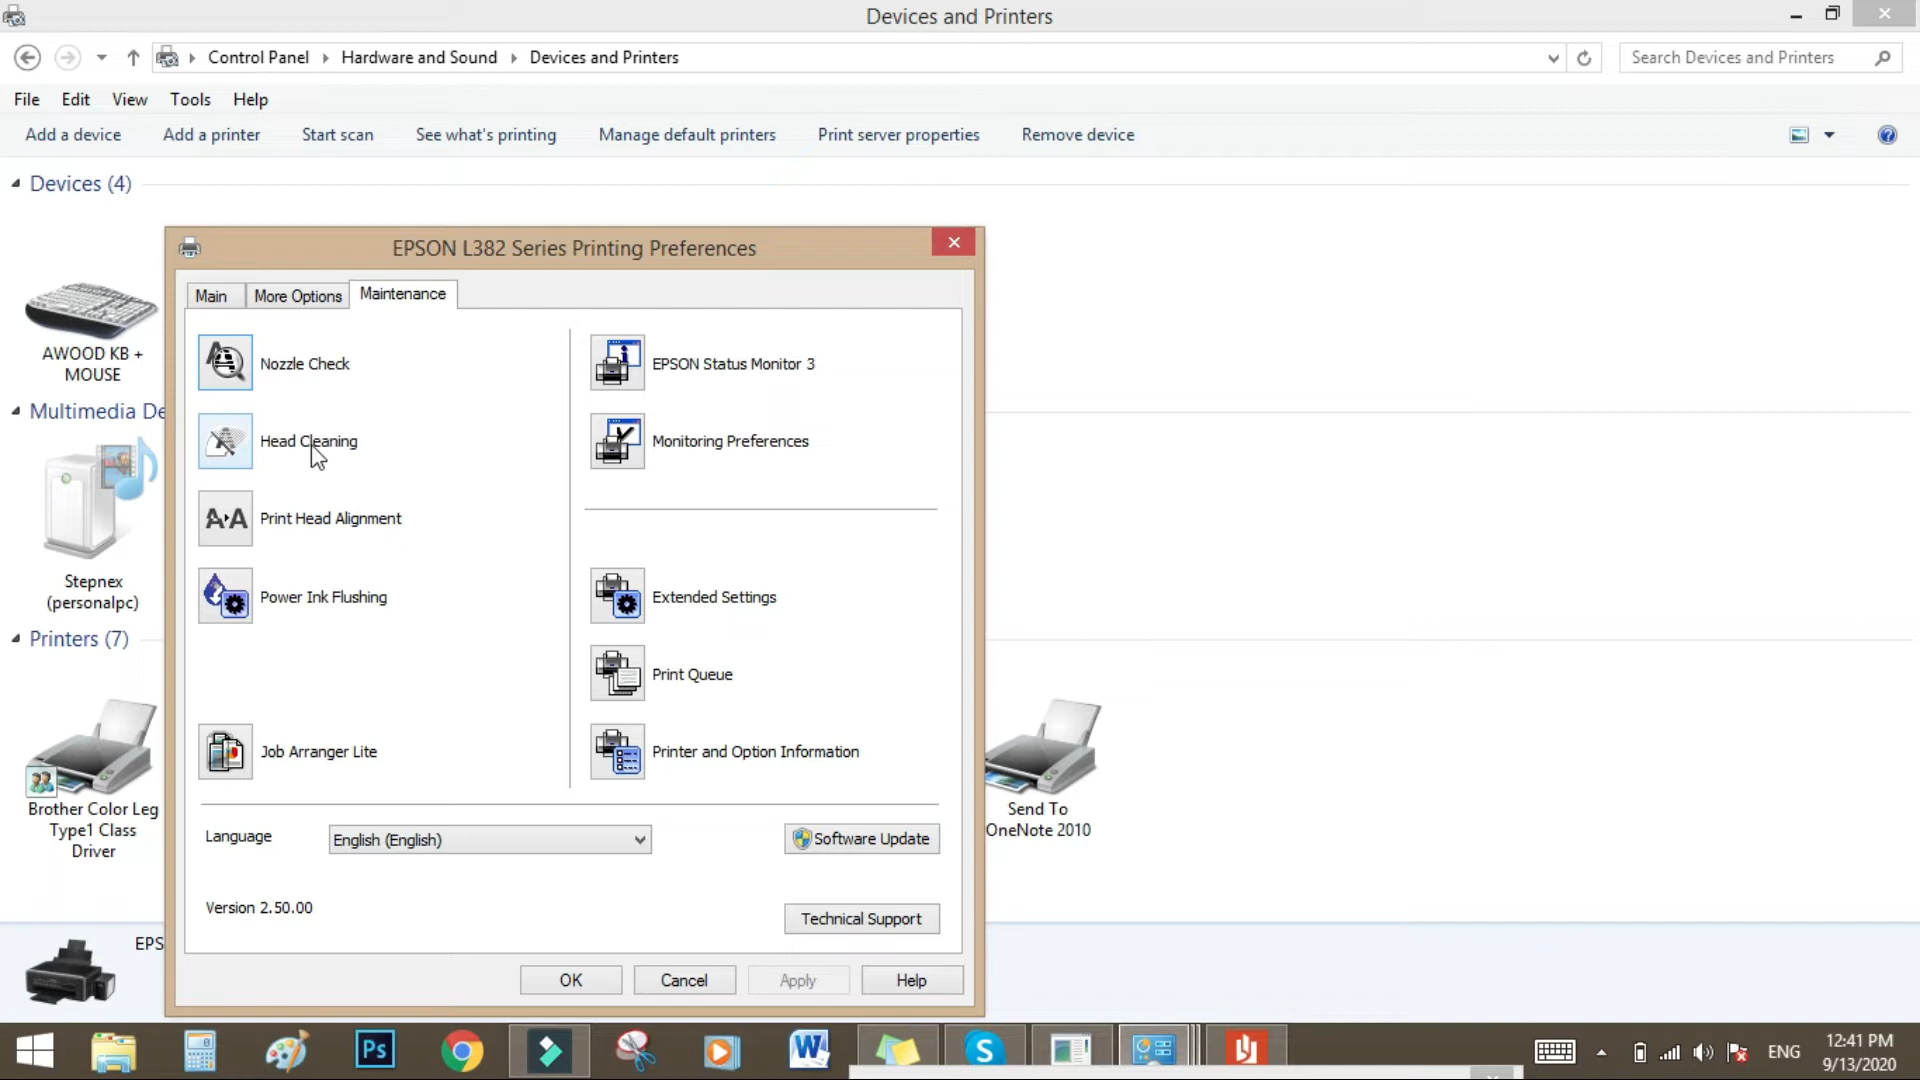 Devices and Printers
Control Panel
Hardware and Sound
Devices and Printers
Search Devices and Printers
File Edit View Tools Help
Add a device
Add a printer
Start scan
See what's printing
Manage default printers
Print server properties
Remove device
Devices (4)
AWOOD KB +
MOUSE
Multimedia De
Stepnex
(personalpc)
Printers (7)
Brother Color Leg
Type1 Class
Driver
Send To
OneNote 2010
EPS
EPSON L382 Series Printing Preferences
Main
More Options
Maintenance
Nozzle Check
Head Cleaning
Print Head Alignment
Power Ink Flushing
Job Arranger Lite
EPSON Status Monitor 3
Monitoring Preferences
Extended Settings
Print Queue
Printer and Option Information
Language
English (English)
Software Update
Version 2.50.00
Technical Support
OK
Cancel
Apply
Help
Ps
ENG
12:41 PM
9/13/2020